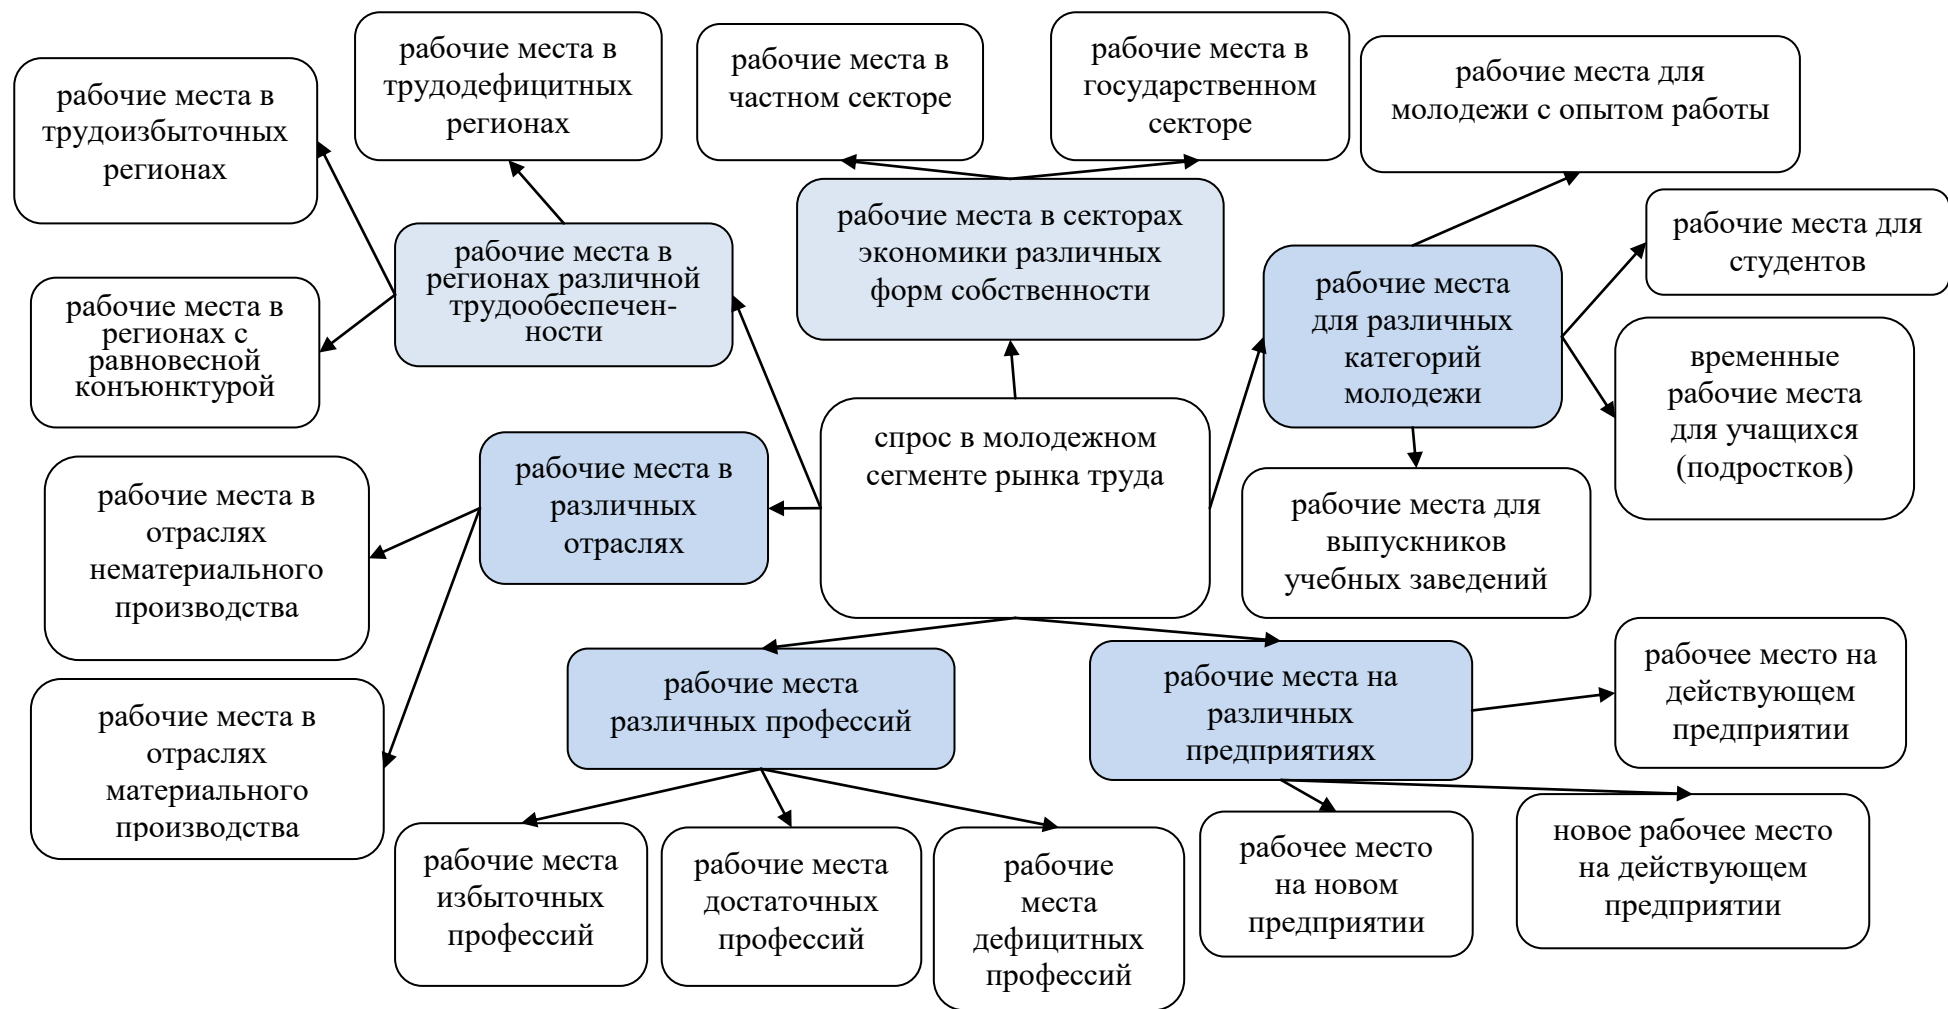 рабочие места в
трудоизбыточных
регионах
рабочие места в
трудодефицитных
регионах
рабочие места в
частном секторе
рабочие места в
государственном
секторе
рабочие места для
молодежи с опытом работы
рабочие места в
регионах различной
трудообеспечен-
ности
рабочие места в секторах
экономики различных
форм собственности
рабочие места
для различных
категорий
молодежи
рабочие места для
студентов
рабочие места в
регионах с
равновесной
конъюнктурой
временные
рабочие места
для учащихся
(подростков)
спрос в молодежном
сегменте рынка труда
рабочие места в
различных
отраслях
рабочие места для
выпускников
учебных заведений
рабочие места в
отраслях
нематериального
производства
рабочие места в
отраслях
материального
производства
рабочие места
различных профессий
рабочие места на
различных
предприятиях
рабочее место на
действующем
предприятии
рабочие места
избыточных
профессий
рабочие места
достаточных
профессий
рабочие
места
дефицитных
профессий
рабочее место
на новом
предприятии
новое рабочее место
на действующем
предприятии